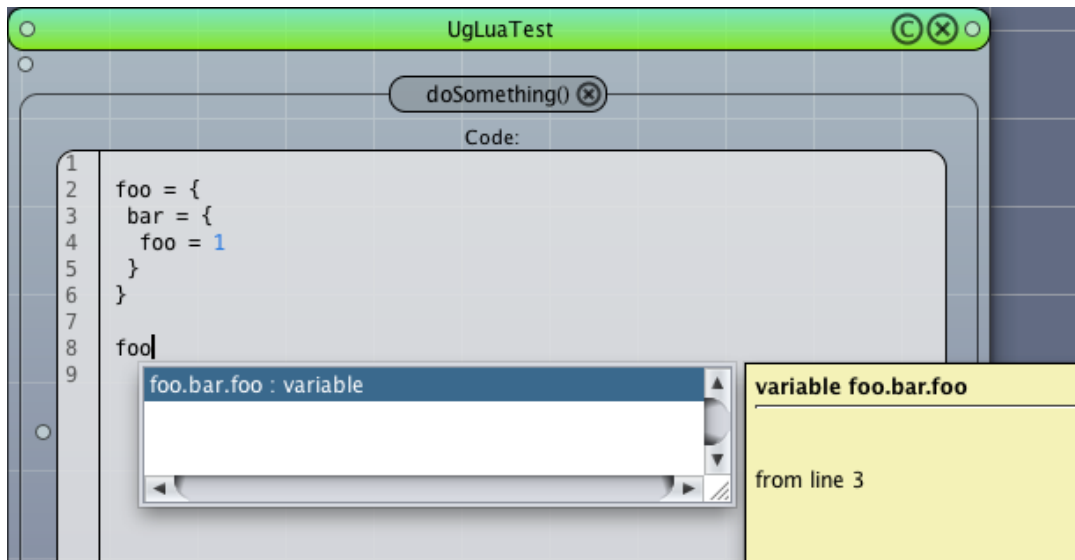 UgLuaTest
doSomething()
Code:
1
2 foo = {
3 bar = {
4 foo = 1
5 }
6 }
7
8 foo
9
foo.bar.foo : variable
variable foo.bar.foo
from line 3